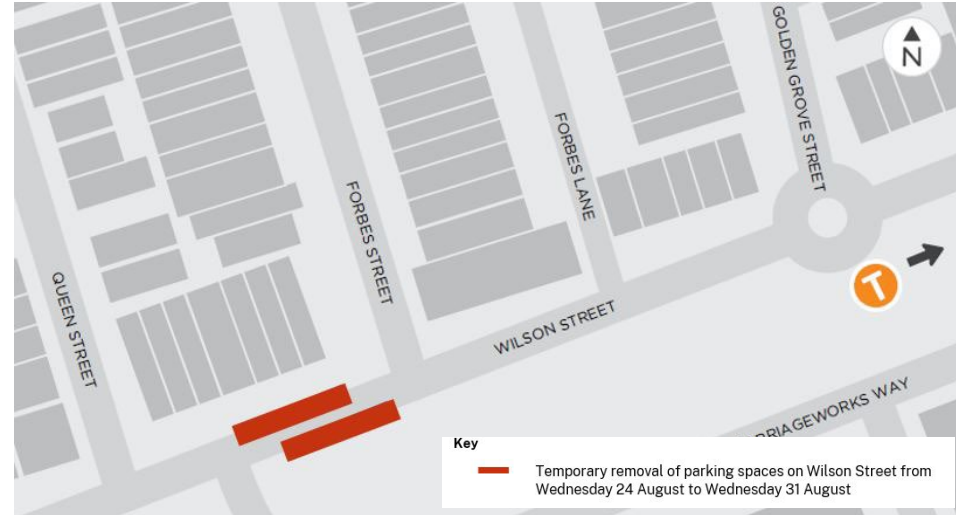 GOLDEN GROVE STREET
N
FORBES LANE
FORBES STREET
QUEEN STREET
T
WILSON STREET
RRIAGEWORKS WAY
Key
Temporary removal of parking spaces on Wilson Street from
Wednesday 24 August to Wednesday 31 August